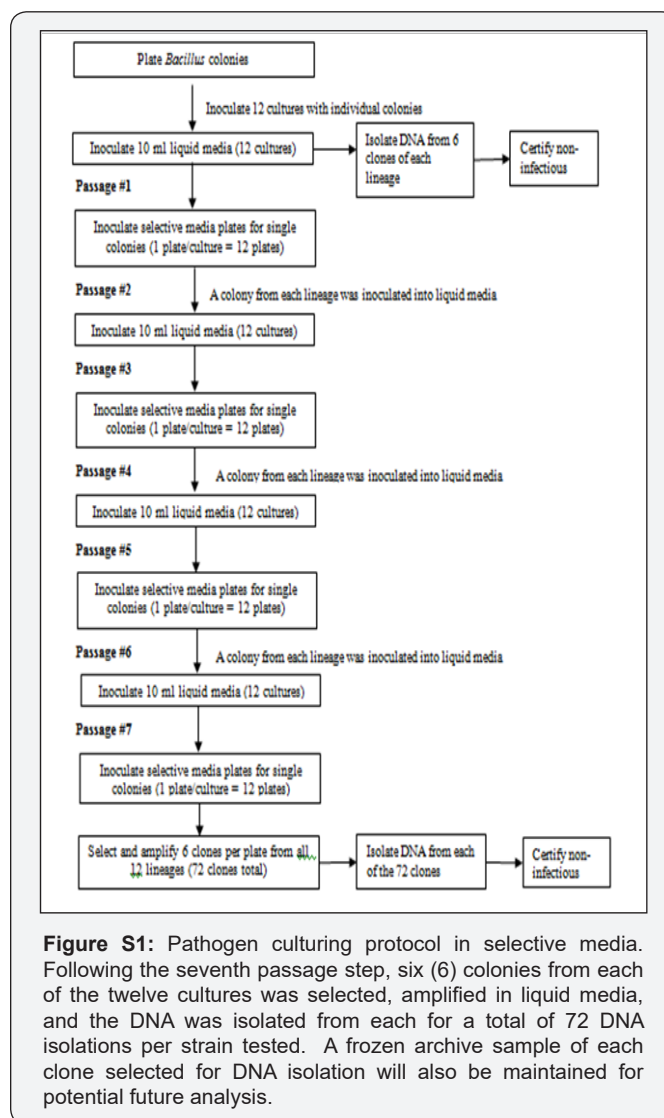 Plate Bacillus colonies
Inoculate 12 cultures with individual colonies
Inoculate 10 ml liquid media (12 cultures)
Isolate DNA from 6
clones of each
lineage
Certify non-
infectious
Passage #1
Inoculate selective media plates for single
colonies (1 plate/culture = 12 plates)
Passage #2
A colony from each lineage was inoculated into liquid media
Inoculate 10 ml liquid media (12 cultures)
Passage #3
Inoculate selective media plates for single
colonies (1 plate/culture = 12 plates)
Passage #4
A colony from each lineage was inoculated into liquid media
Inoculate 10 ml liquid media (12 cultures)
Passage #5
Inoculate selective media plates for single
colonies (1 plate/culture = 12 plates)
Passage #6
A colony from each lineage was inoculated into liquid media
Inoculate 10 ml liquid media (12 cultures)
Passage #7
Inoculate selective media plates for single
colonies (1 plate/culture = 12 plates)
Select and amplify 6 clones per plate from all
12 lineages (72 clones total)
Isolate DNA from each
of the 72 clones
Certify non-
infectious
Figure S1: Pathogen culturing protocol in selective media.
Following the seventh passage step, six (6) colonies from each
of the twelve cultures was selected, amplified in liquid media,
and the DNA was isolated from each for a total of 72 DNA
isolations per strain tested. A frozen archive sample of each
clone selected for DNA isolation will also be maintained for
potential future analysis.